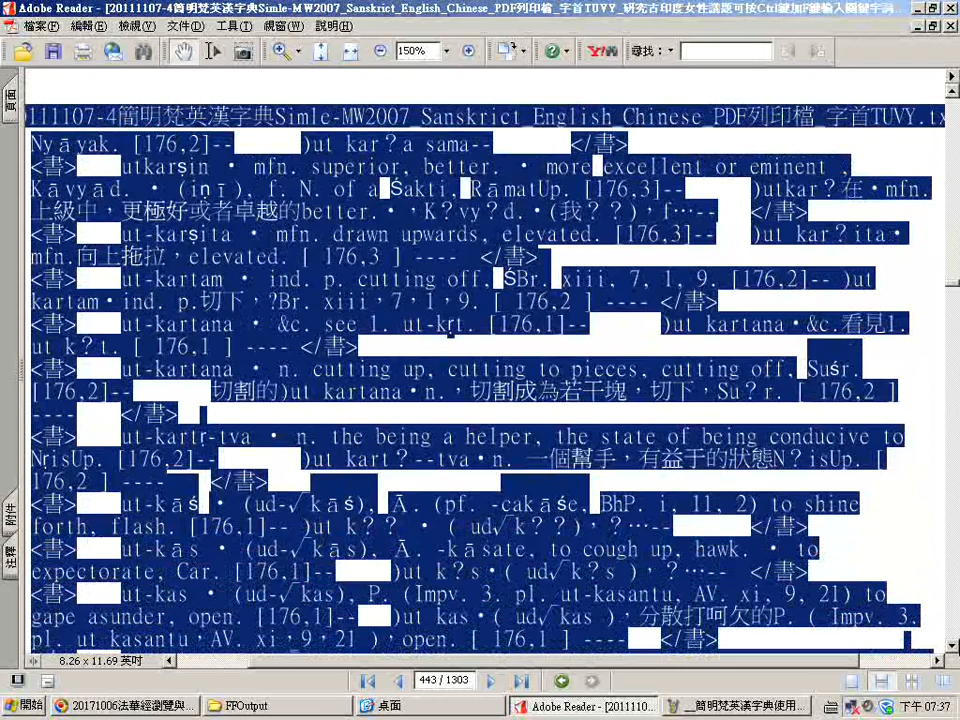 Adobe Reader - [20111107-4簡明梵英漢字典Simle-MW2007_Sanskrict_English_Chinese_PDF列印檔_字首TUVY_研究古印度女性議題可按Ctrl鍵加F鍵輸入關鍵字詞
檔案(F) 編輯(E) 檢視(V) 文件(D) 工具(T) 視窗(W) 說明(H)
150% Y! 尋找：
頁面
111107-4簡明梵英漢字典Simle-MW2007_Sanskrict_English_Chinese_PDF列印檔_字首TUVY.tx
Nyāyak. [176,2]-- )ut kar？a sama-- </書>
<書> utkarṣin • mfn. superior, better. • more excellent or eminent ,
Kāvyād. • (iṇī), f. N. of a Śakti, RāmatUp. [176,3]-- )utkar？在•mfn.
上級中，更極好或者卓越的better.•，K？vy？d.•(我？？)，f…-- </書>
<書> ut-karṣita • mfn. drawn upwards, elevated. [176,3]-- )ut kar？ita•
mfn.向上拖拉，elevated. [ 176,3 ] ---- </書>
<書> ut-kartam • ind. p. cutting off, ŚBr. xiii, 7, 1, 9. [176,2]-- )ut
kartam•ind. p.切下，?Br. xiii，7，1，9. [ 176,2 ] ---- </書>
<書> ut-kartana • &c. see 1. ut-kṛt. [176,1]-- )ut kartana•&c.看見1.
ut k？t. [ 176,1 ] ---- </書>
<書> ut-kartana • n. cutting up, cutting to pieces, cutting off, Suśr.
[176,2]-- 切割的)ut kartana•n.，切割成為若干塊，切下，Su？r. [ 176,2 ]
---- </書>
<書> ut-kartṛ-tva • n. the being a helper, the state of being conducive to
NṛisUp. [176,2]-- )ut kart？--tva•n. 一個幫手，有益于的狀態N？isUp. [
176,2 ] ---- </書>
<書> ut-kāś • (ud-√kāś), Ā. (pf. -cakāśe, BhP. i, 11, 2) to shine
forth, flash. [176,1]-- )ut k？？ •( ud√k？？)，？…-- </書>
<書> ut-kās • (ud-√kās), Ā. -kāsate, to cough up, hawk. • to
expectorate, Car. [176,1]-- )ut k？s•( ud√k？s )，？…-- </書>
<書> ut-kas • (ud-√kas), P. (Impv. 3. pl. ut-kasantu, AV. xi, 9, 21) to
gape asunder, open. [176,1]-- )ut kas•( ud√kas )，分散打呵欠的P. ( Impv. 3.
pl. ut kasantu，AV. xi，9，21 )，open. [ 176,1 ] ---- </書>
附件
注釋
8.26 x 11.69 英吋
443 / 1303
開始 20171006法華經瀏覽與... FFOutput 桌面 Adobe Reader - [2011110... __簡明梵英漢字典使用... 下午 07:37